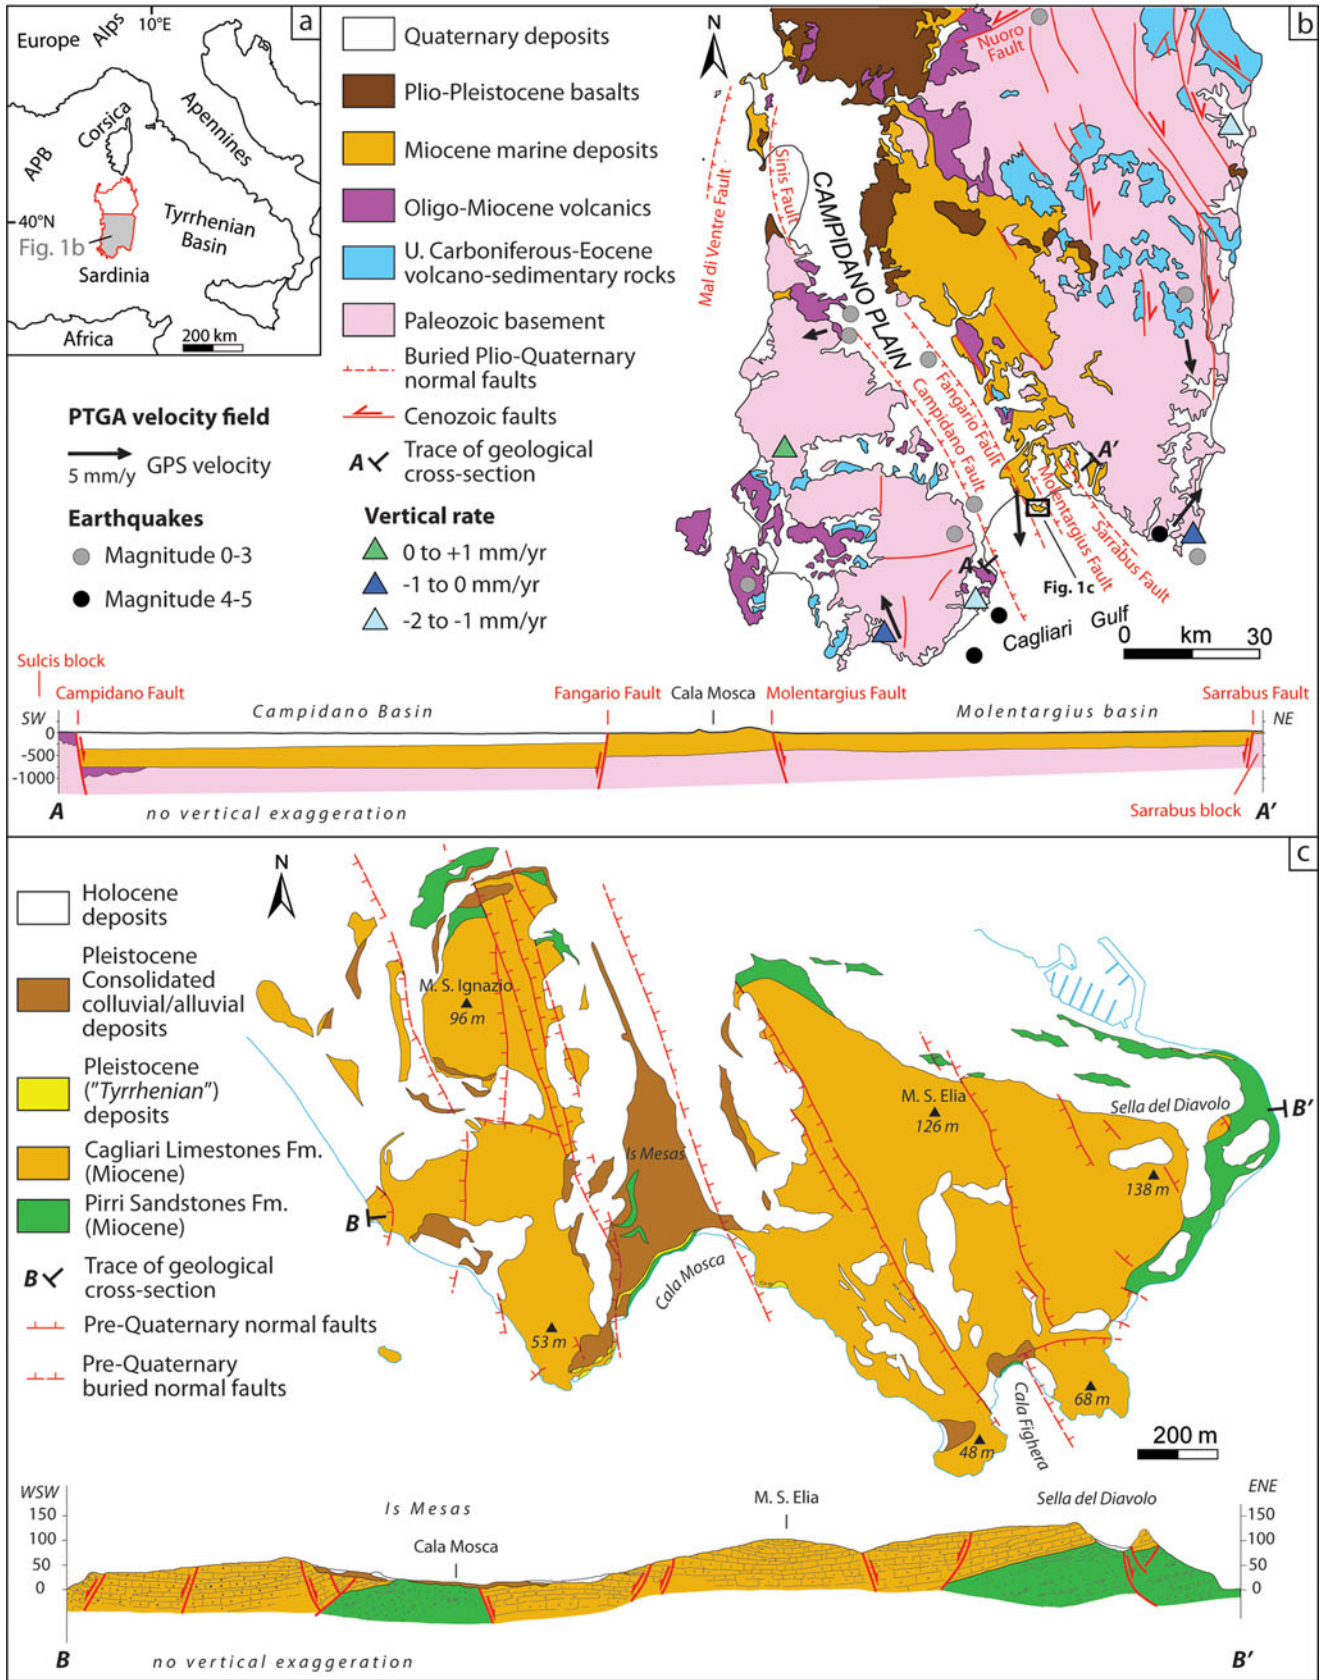 a
10°E
Europe
Alps
Corsica
Apennines
APB
40°N
Fig. 1b
Tyrrhenian
Basin
Sardinia
Africa
200 km
Quaternary deposits
Plio-Pleistocene basalts
Miocene marine deposits
Oligo-Miocene volcanics
U. Carboniferous-Eocene
volcano-sedimentary rocks
Paleozoic basement
Buried Plio-Quaternary
normal faults
Cenozoic faults
A Trace of geological
cross-section
PTGA velocity field
5 mm/y GPS velocity
Earthquakes
Magnitude 0-3
Magnitude 4-5
Vertical rate
0 to +1 mm/yr
-1 to 0 mm/yr
-2 to -1 mm/yr
b
N
Nuoro
Fault
Mal di Ventre Fault
Sinis Fault
CAMPIDANO PLAIN
Fangario Fault
Campidano Fault
A'
Molentargius Fault
Sarrabus Fault
A
Fig. 1c
Cagliari Gulf
0 km 30
Sulcis block
Campidano Fault
Fangario Fault
Cala Mosca
Molentargius Fault
Sarrabus Fault
SW
Campidano Basin
Molentargius basin
NE
0
-500
-1000
Sarrabus block
A
no vertical exaggeration
A'
c
N
Holocene
deposits
Pleistocene
Consolidated
colluvial/alluvial
deposits
Pleistocene
("Tyrrhenian")
deposits
Cagliari Limestones Fm.
(Miocene)
Pirri Sandstones Fm.
(Miocene)
B Trace of geological
cross-section
Pre-Quaternary normal faults
Pre-Quaternary
buried normal faults
M. S. Ignazio
96 m
M. S. Elia
126 m
Sella del Diavolo
B'
Is Mesas
138 m
B
Cala Mosca
53 m
68 m
Cala Fighera
48 m
200 m
WSW
Is Mesas
M. S. Elia
Sella del Diavolo
ENE
150
100
50
0
Cala Mosca
150
100
50
0
B
no vertical exaggeration
B'